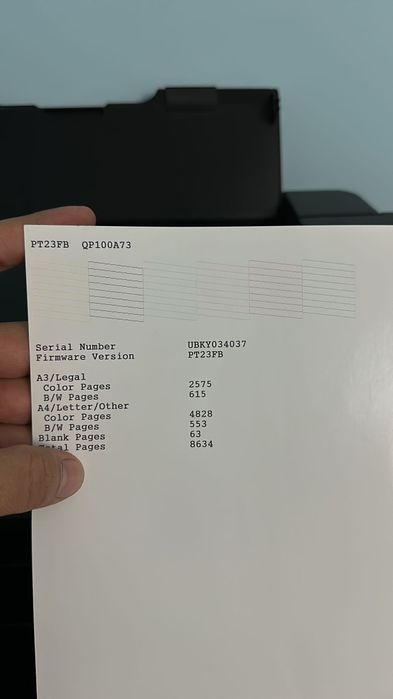 PT23FB QP100A73
Serial Number UBKY034037
Firmware Version PT23FB
A3/Legal
Color Pages 2575
B/W Pages 615
A4/Letter/Other
Color Pages 4828
B/W Pages 553
Blank Pages 63
Total Pages 8634